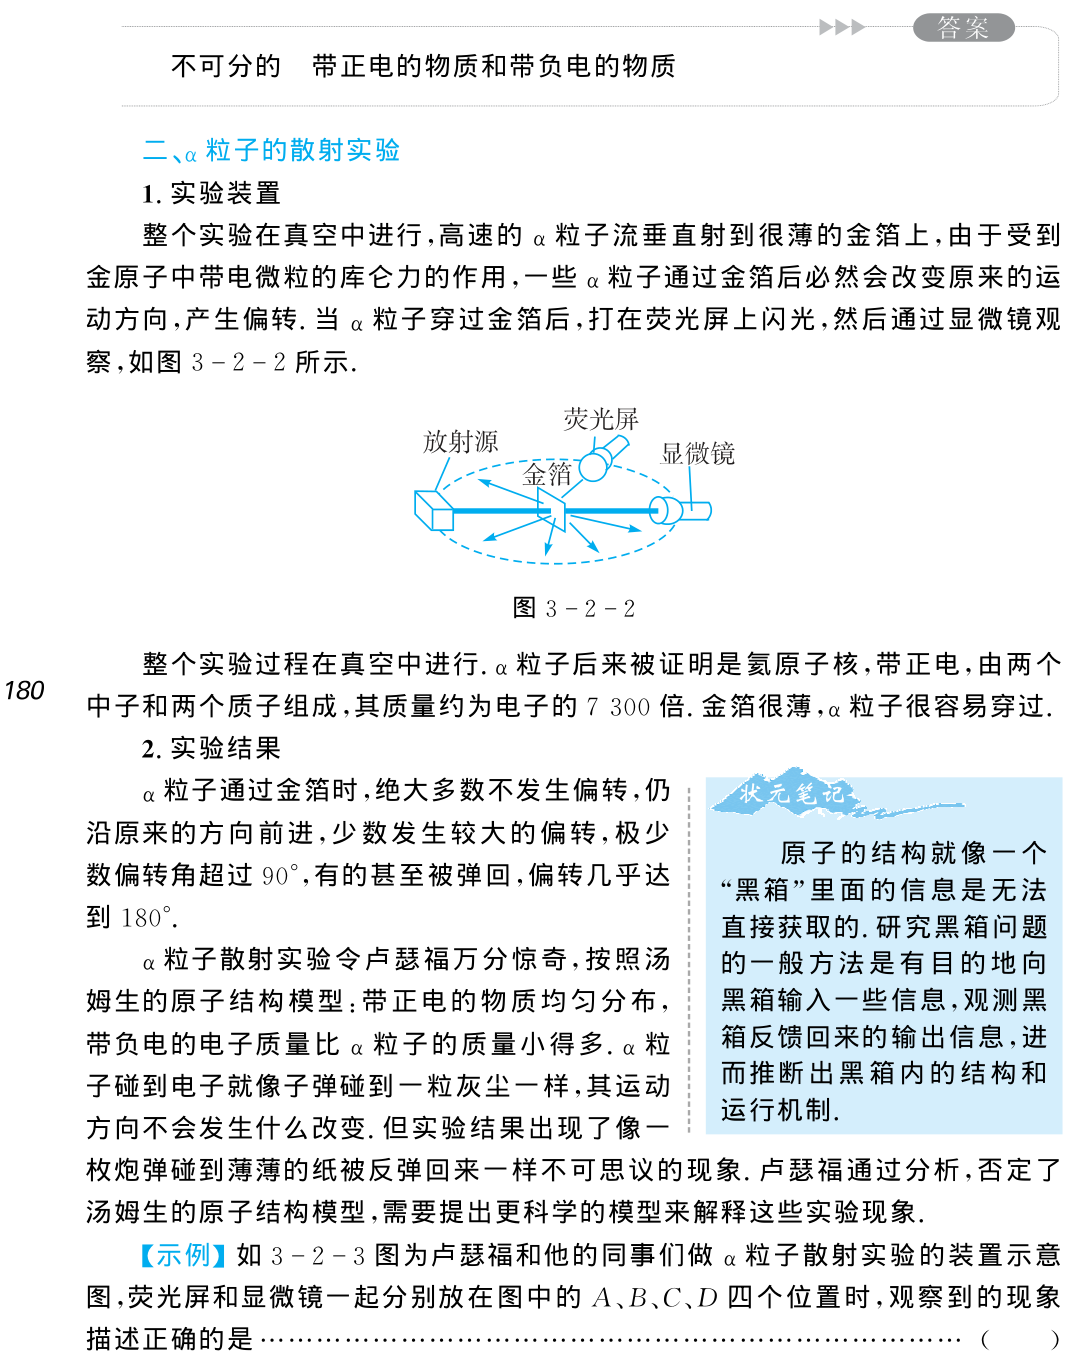 答案
不可分的 带正电的物质和带负电的物质
二、α 粒子的散射实验
1. 实验装置
整个实验在真空中进行,高速的 α 粒子流垂直射到很薄的金箔上,由于受到
金原子中带电微粒的库仑力的作用,一些 α 粒子通过金箔后必然会改变原来的运
动方向,产生偏转. 当 α 粒子穿过金箔后,打在荧光屏上闪光,然后通过显微镜观
察,如图 3-2-2 所示.
荧光屏
放射源
显微镜
金箔
图 3-2-2
整个实验过程在真空中进行. α 粒子后来被证明是氦原子核,带正电,由两个
中子和两个质子组成,其质量约为电子的 7 300 倍. 金箔很薄,α 粒子很容易穿过.
180
2. 实验结果
α 粒子通过金箔时,绝大多数不发生偏转,仍
沿原来的方向前进,少数发生较大的偏转,极少
数偏转角超过 90°,有的甚至被弹回,偏转几乎达
到 180°.
α 粒子散射实验令卢瑟福万分惊奇,按照汤
姆生的原子结构模型:带正电的物质均匀分布,
带负电的电子质量比 α 粒子的质量小得多. α 粒
子碰到电子就像子弹碰到一粒灰尘一样,其运动
方向不会发生什么改变. 但实验结果出现了像一
枚炮弹碰到薄薄的纸被反弹回来一样不可思议的现象. 卢瑟福通过分析,否定了
汤姆生的原子结构模型,需要提出更科学的模型来解释这些实验现象.
状元笔记
原子的结构就像一个
“黑箱”里面的信息是无法
直接获取的. 研究黑箱问题
的一般方法是有目的地向
黑箱输入一些信息,观测黑
箱反馈回来的输出信息,进
而推断出黑箱内的结构和
运行机制.
【示例】如 3-2-3 图为卢瑟福和他的同事们做 α 粒子散射实验的装置示意
图,荧光屏和显微镜一起分别放在图中的 A、B、C、D 四个位置时,观察到的现象
描述正确的是 ………………………………………………………………… (  )